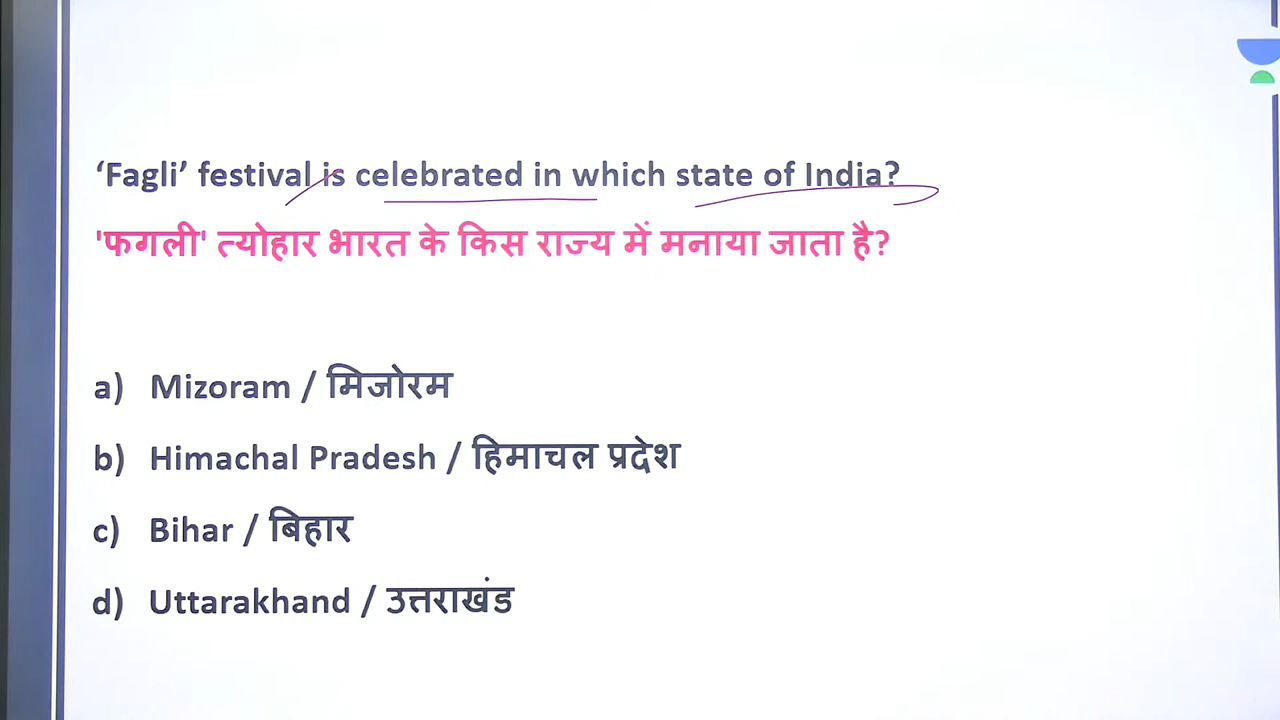 ‘Fagli’ festival is celebrated in which state of India?
'फगली' त्योहार भारत के किस राज्य में मनाया जाता है?
a) Mizoram / मिजोरम
b) Himachal Pradesh / हिमाचल प्रदेश
c) Bihar / बिहार
d) Uttarakhand / उत्तराखंड